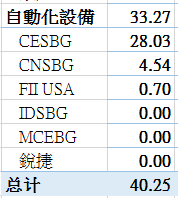 自動化設備 33.27
CESBG 28.03
CNSBG 4.54
FII USA 0.70
IDSBG 0.00
MCEBG 0.00
銳捷 0.00
总计 40.25